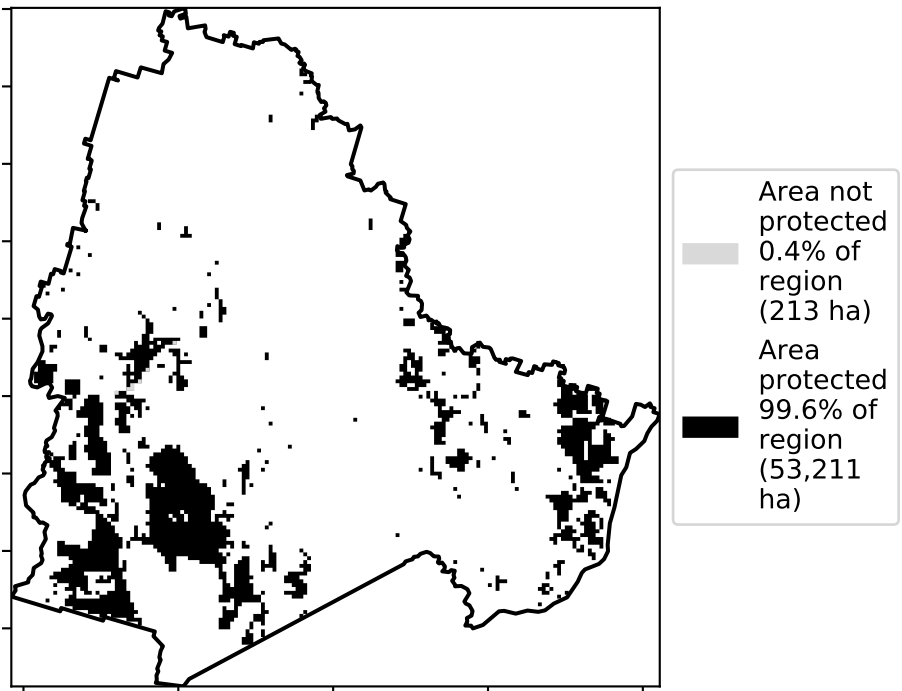 Area not
protected
0.4% of
region
(213 ha)
Area
protected
99.6% of
region
(53,211
ha)